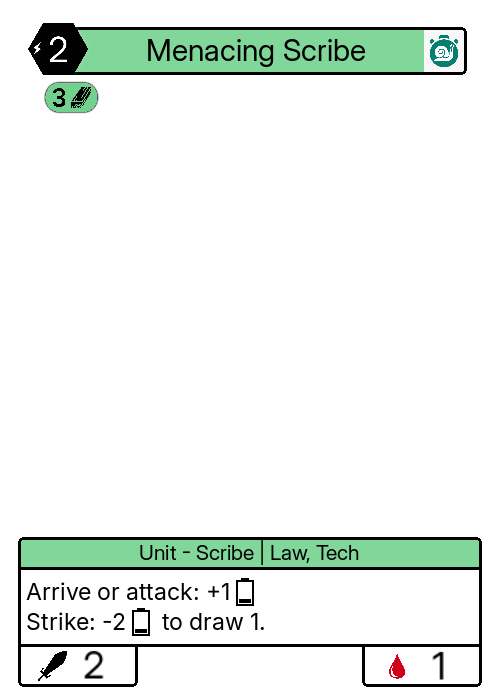 2
Menacing Scribe
3
Unit - Scribe | Law, Tech
Arrive or attack: +1
Strike: -2 to draw 1.
2
1